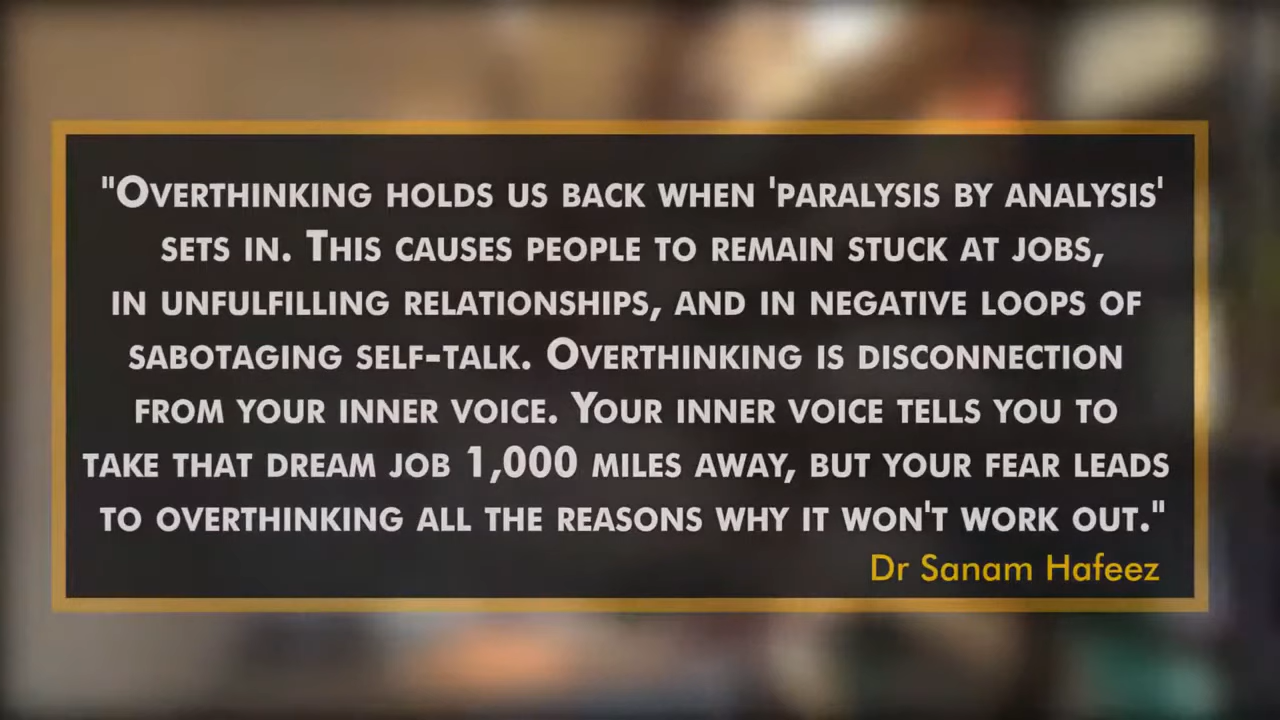 "Overthinking holds us back when 'paralysis by analysis'
sets in. This causes people to remain stuck at jobs,
in unfulfilling relationships, and in negative loops of
sabotaging self-talk. Overthinking is disconnection
from your inner voice. Your inner voice tells you to
take that dream job 1,000 miles away, but your fear leads
to overthinking all the reasons why it won't work out."
Dr Sanam Hafeez